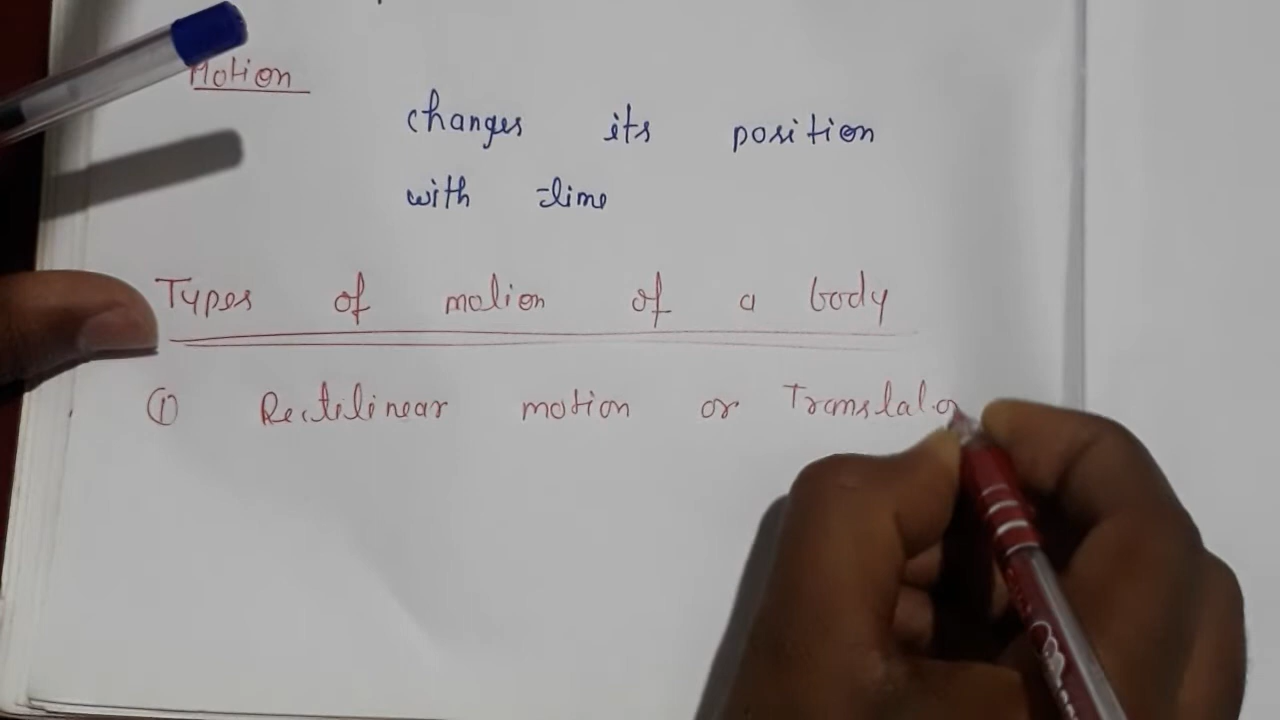 Motion
changes its position
with time
Types of motion of a body
① Rectilinear motion or Translato